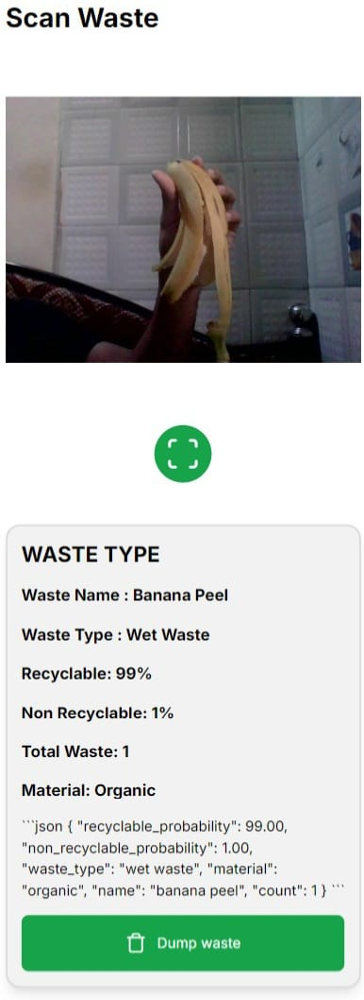 Scan Waste
WASTE TYPE
Waste Name : Banana Peel
Waste Type : Wet Waste
Recyclable: 99%
Non Recyclable: 1%
Total Waste: 1
Material: Organic
```json { "recyclable_probability": 99.00,
"non_recyclable_probability": 1.00,
"waste_type": "wet waste", "material":
"organic", "name": "banana peel", "count": 1 } ```
Dump waste